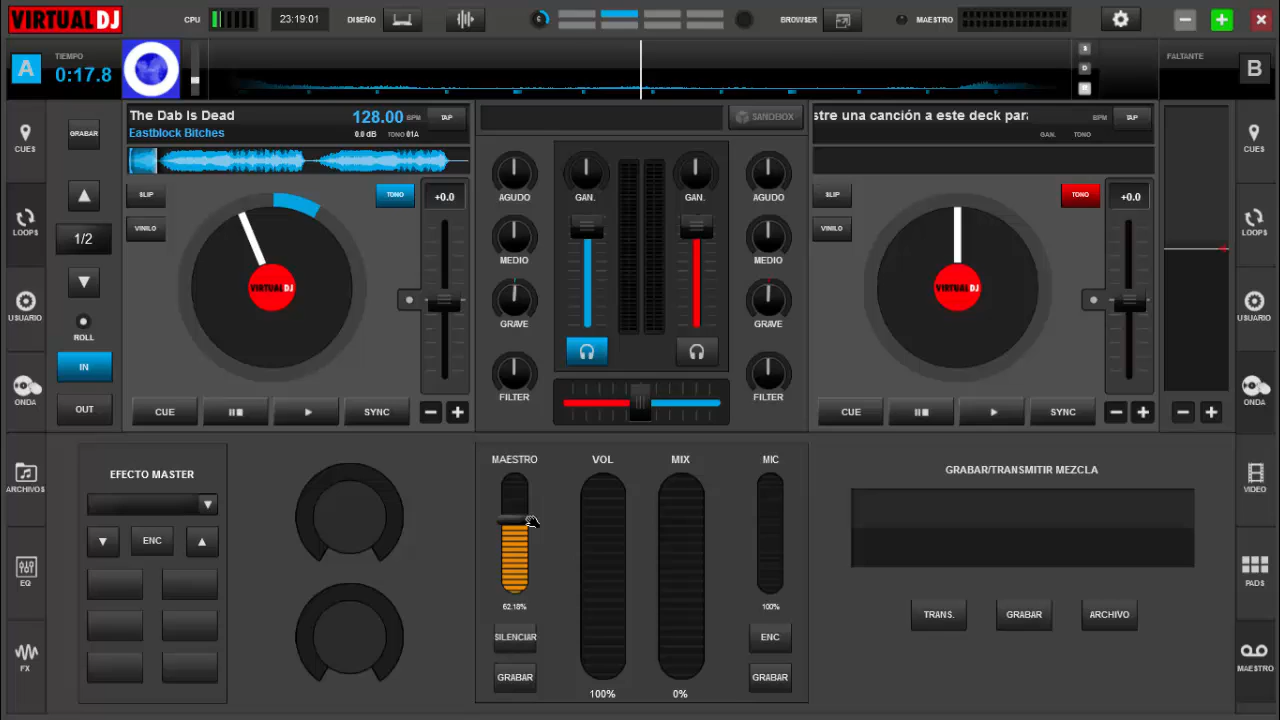 VIRTUAL DJ
CPU
23:19:01
DISEÑO
BROWSER
MAESTRO
A
TIEMPO
0:17.8
S
D
R
FALTANTE
B
CUES
LOOPS
USUARIO
ONDA
ARCHIVOS
EQ
FX
GRABAR
1/2
ROLL
IN
OUT
The Dab Is Dead
128.00 BPM
TAP
Eastblock Bitches
0.0 dB TONO 01A
SLIP
VINILO
TONO
+0.0
VIRTUAL DJ
CUE
SYNC
SANDBOX
AGUDO
GAN.
GAN.
AGUDO
MEDIO
MEDIO
GRAVE
GRAVE
FILTER
FILTER
stre una canción a este deck para
BPM
TAP
GAN. TONO
SLIP
VINILO
TONO
+0.0
VIRTUAL DJ
CUE
SYNC
CUES
LOOPS
USUARIO
ONDA
VIDEO
PADS
MAESTRO
EFECTO MASTER
ENC
MAESTRO
VOL
MIX
MIC
62.18%
100%
SILENCIAR
ENC
GRABAR
GRABAR
100%
0%
GRABAR/TRANSMITIR MEZCLA
TRANS.
GRABAR
ARCHIVO